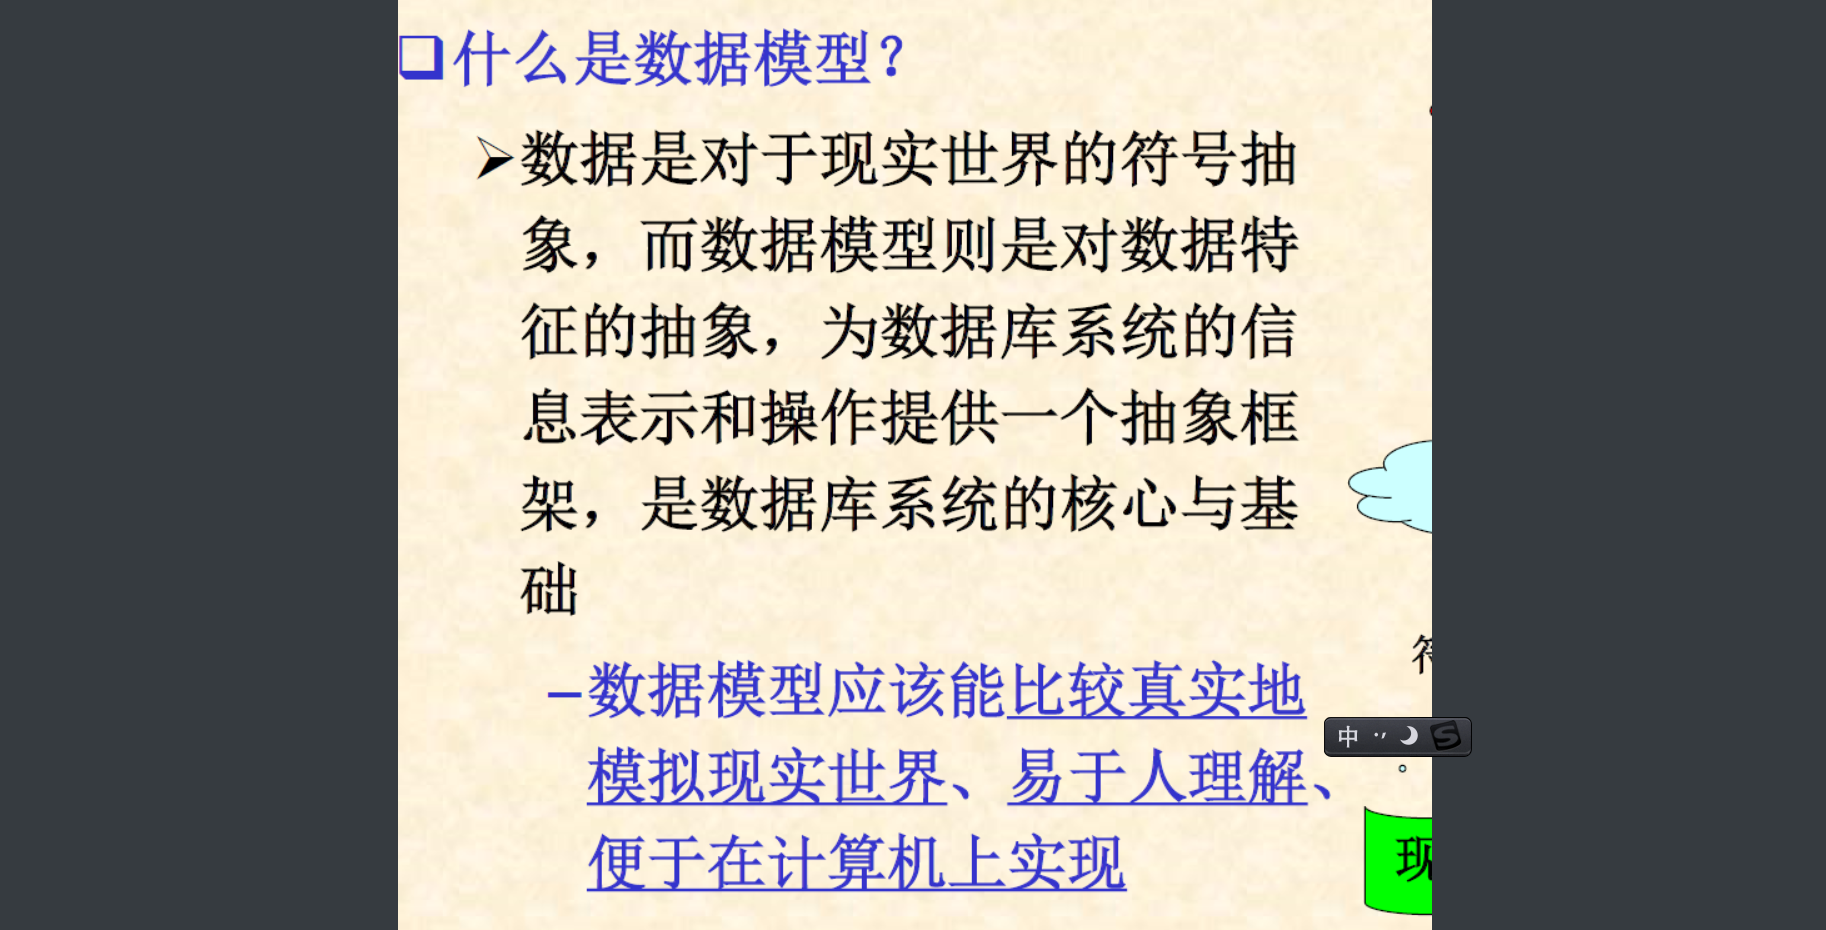 什么是数据模型？
数据是对于现实世界的符号抽
象，而数据模型则是对数据特
征的抽象，为数据库系统的信
息表示和操作提供一个抽象框
架，是数据库系统的核心与基
础
–数据模型应该能比较真实地
模拟现实世界、易于人理解、
便于在计算机上实现
中
现